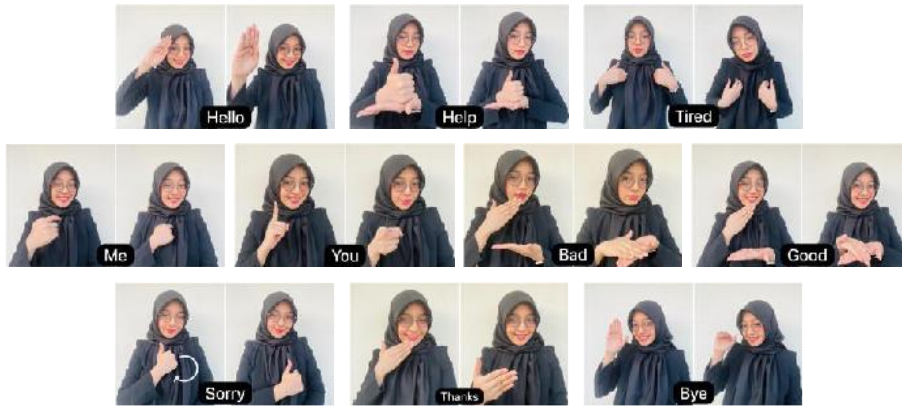 Hello
Help
Tired
Me
You
Bad
Good
Sorry
Thanks
Bye